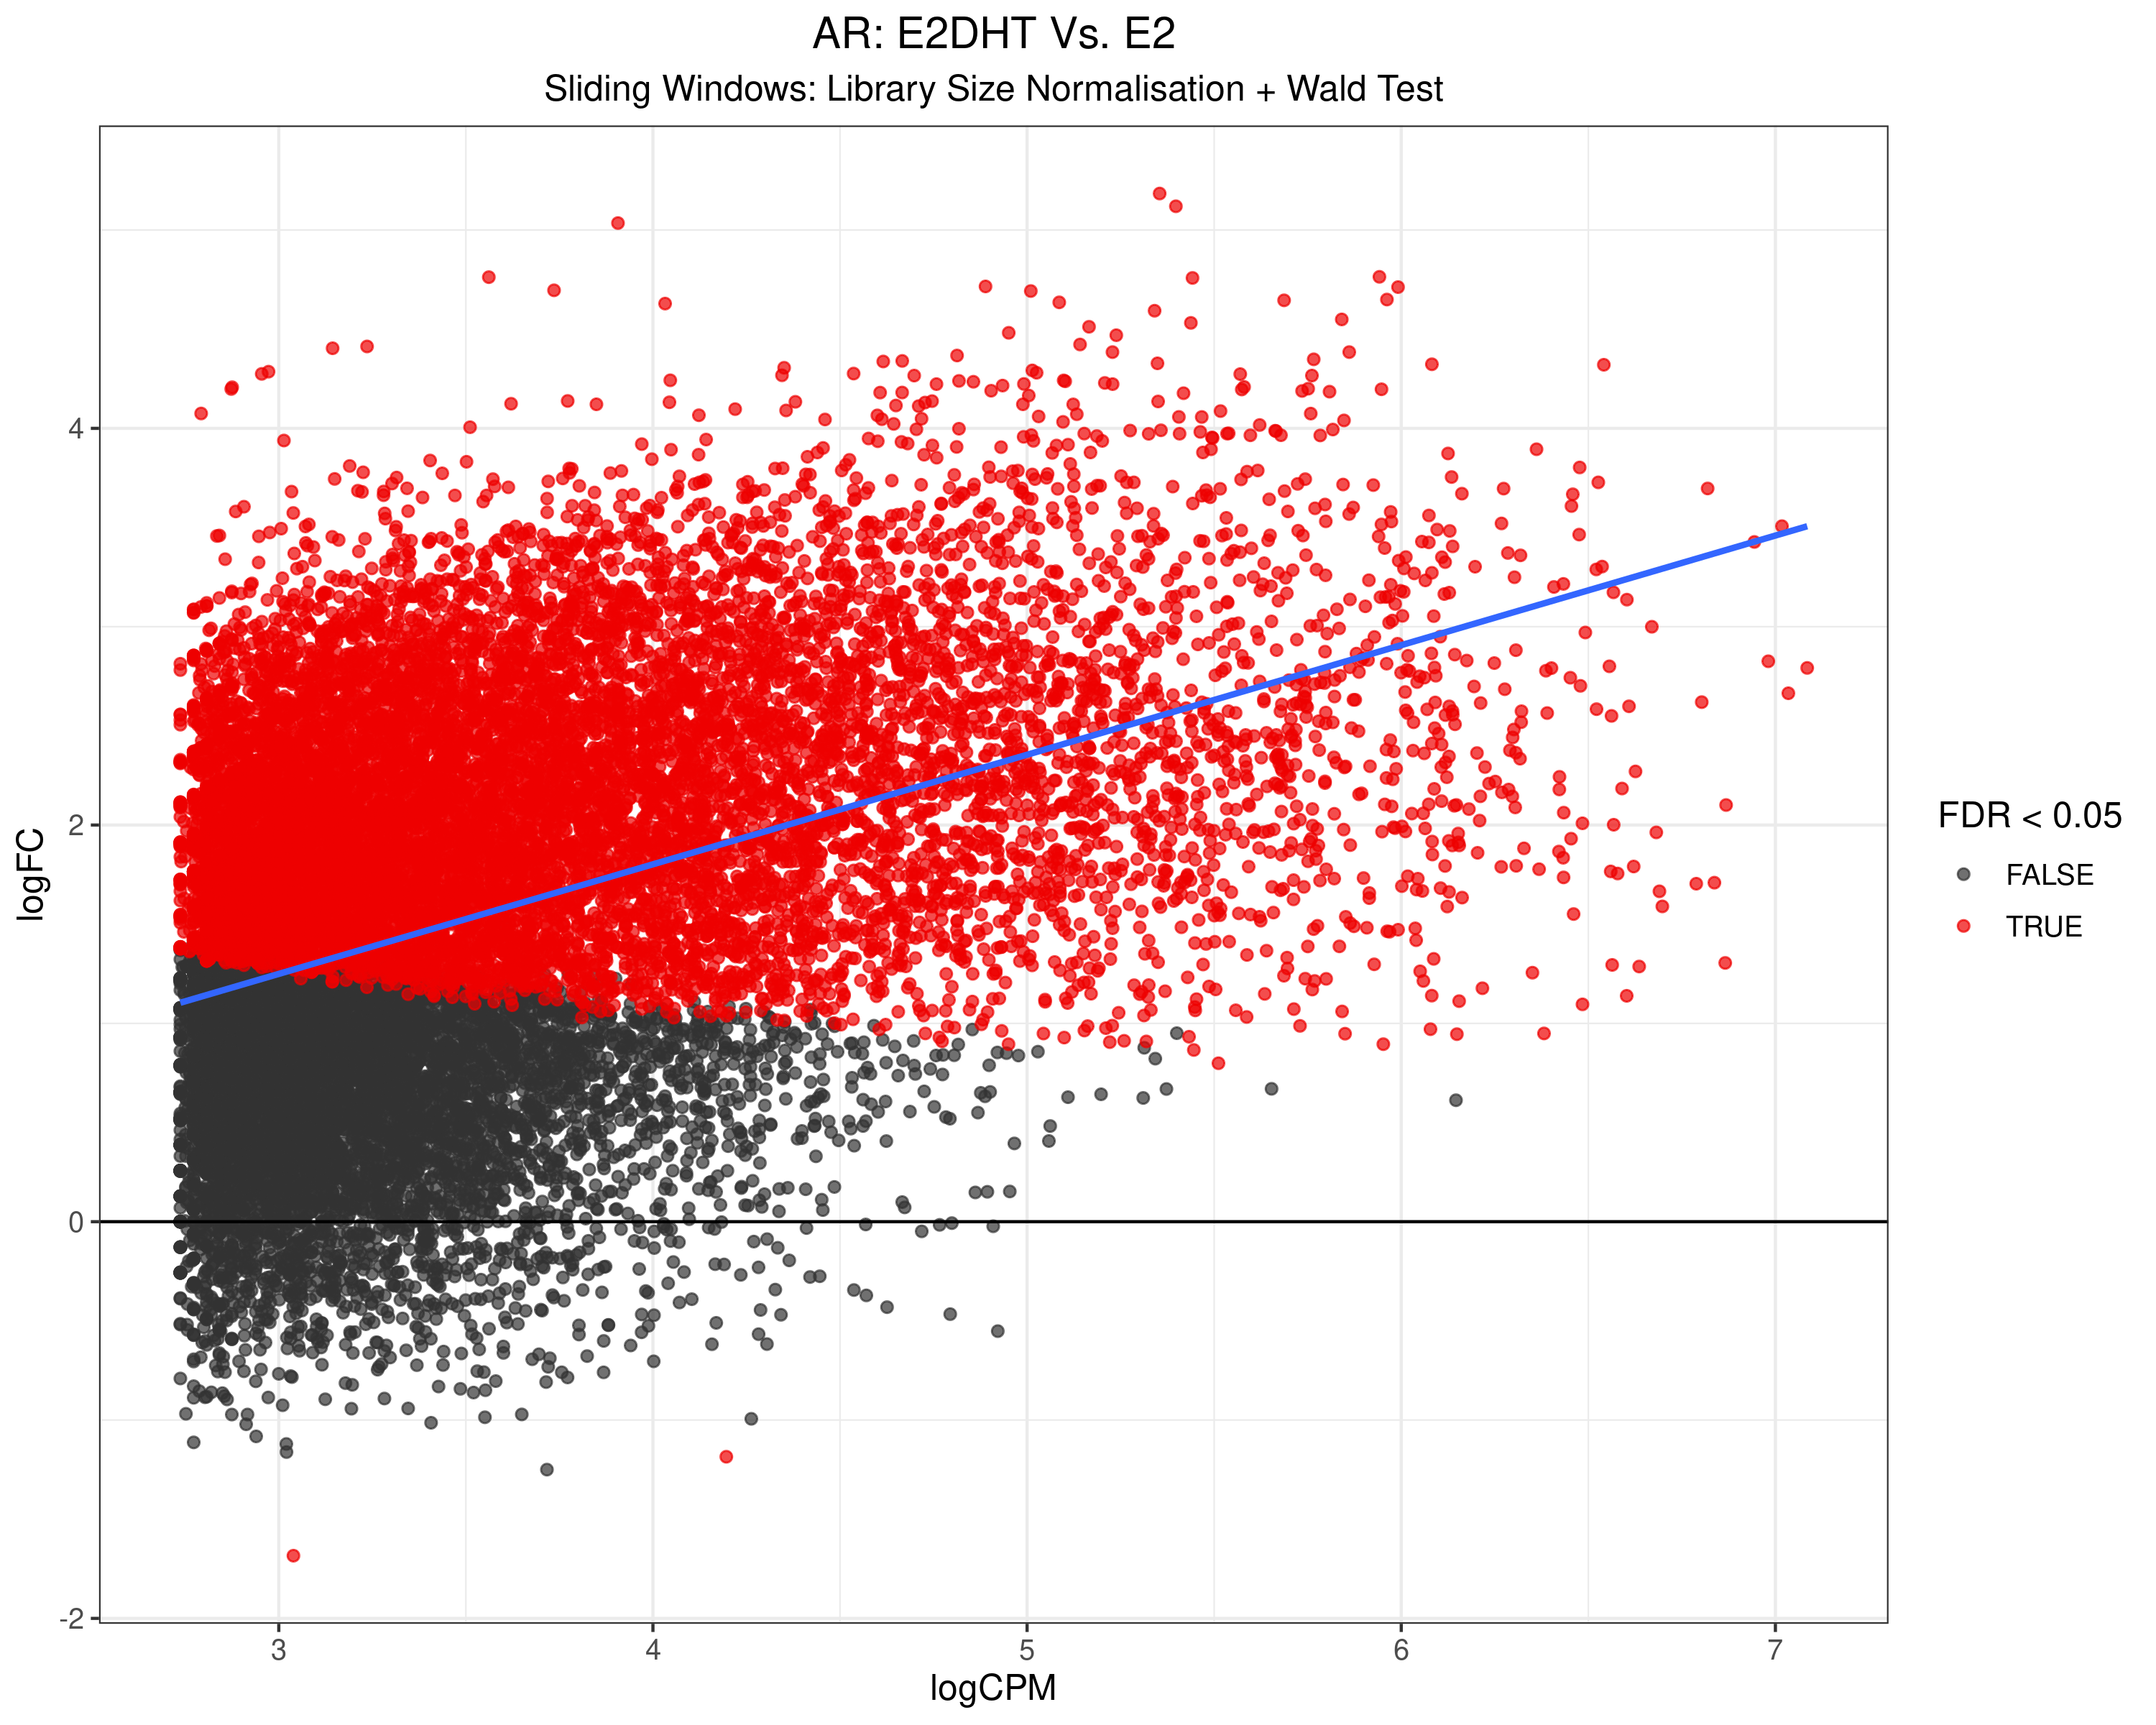 AR: E2DHT Vs. E2
Sliding Windows: Library Size Normalisation + Wald Test
logFC
4
2
0
-2
3
4
5
6
7
logCPM
FDR < 0.05
FALSE
TRUE